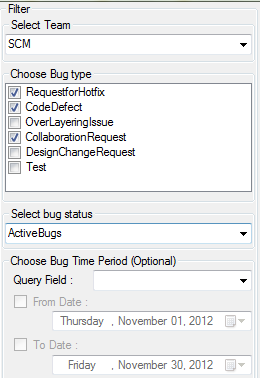 Filter
Select Team
SCM
Choose Bug type
RequestforHotfix
CodeDefect
OverLayeringIssue
CollaborationRequest
DesignChangeRequest
Test
Select bug status
ActiveBugs
Choose Bug Time Period (Optional)
Query Field :
From Date :
Thursday , November 01, 2012
To Date :
Friday , November 30, 2012